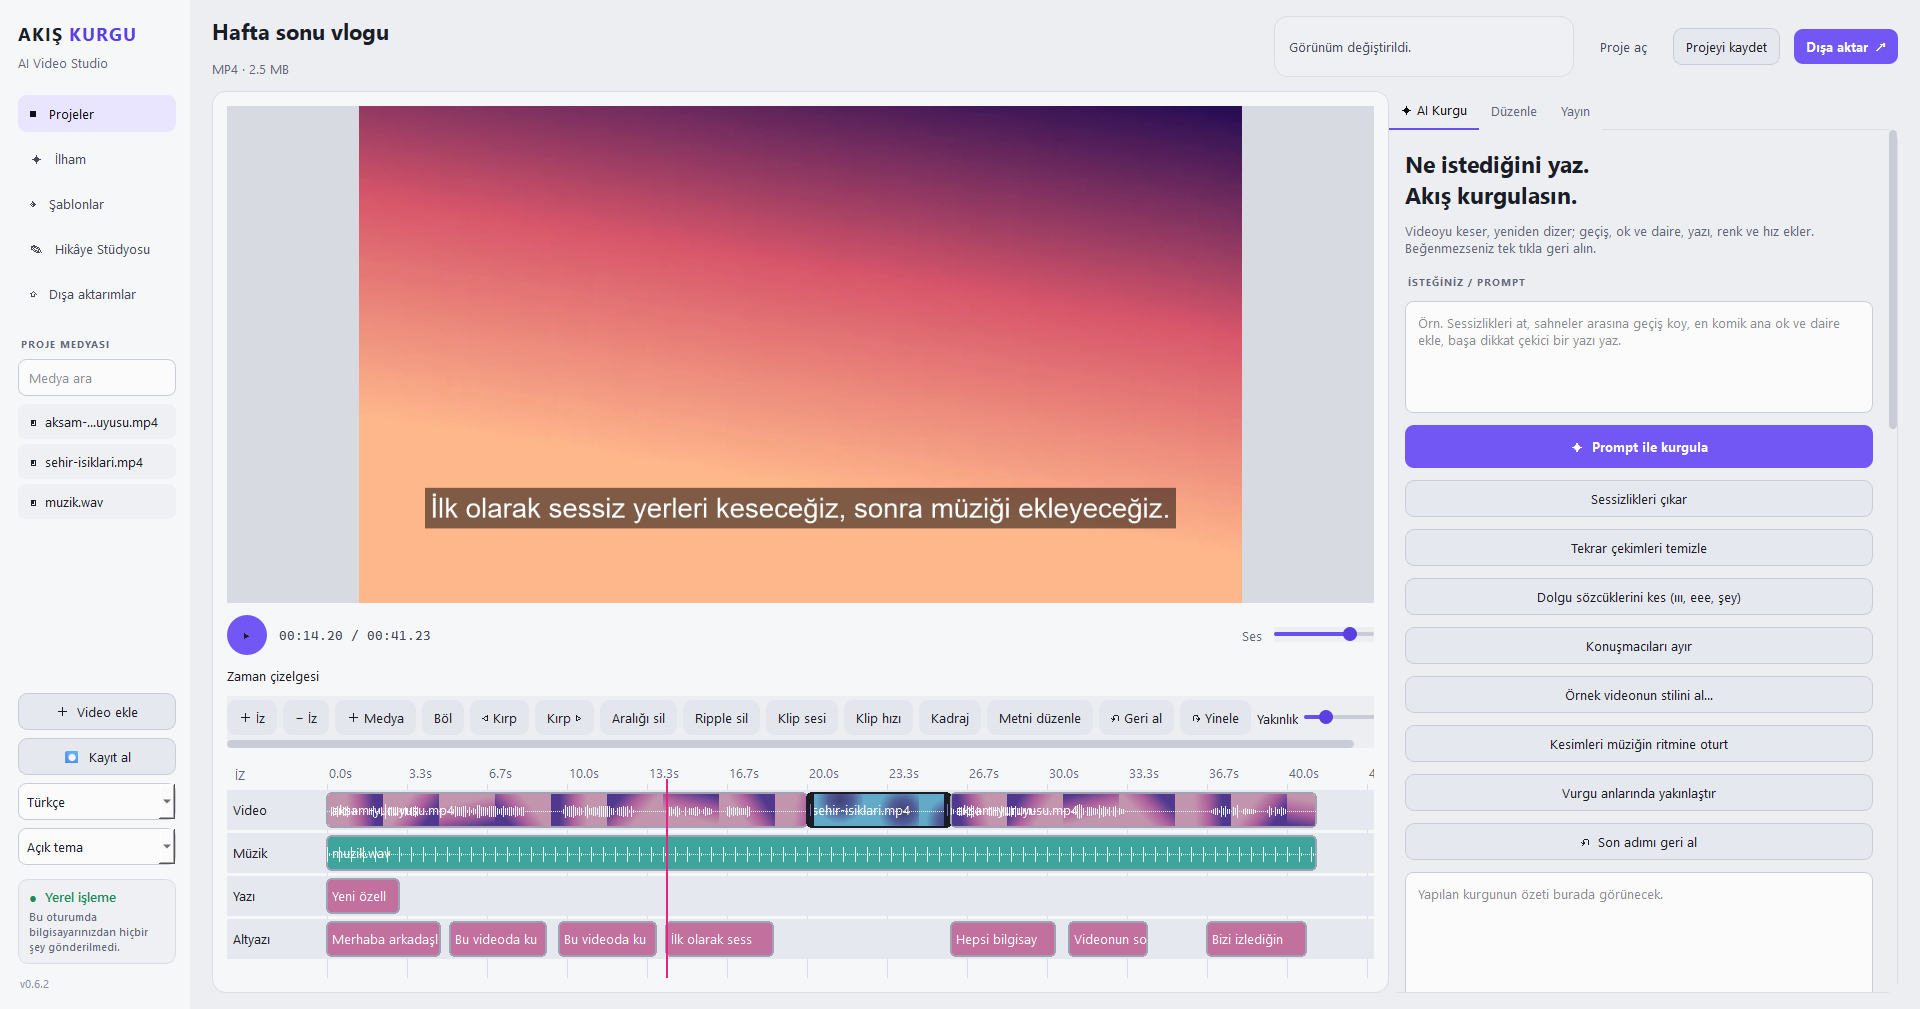 AKIŞ KURGU
AI Video Studio
Projeler
İlham
Şablonlar
Hikâye Stüdyosu
Dışa aktarımlar
PROJE MEDYASI
Medya ara
aksam-...uyusu.mp4
sehir-isiklari.mp4
muzik.wav
+ Video ekle
Kayıt al
Türkçe
Açık tema
● Yerel işleme
Bu oturumda
bilgisayarınızdan hiçbir
şey gönderilmedi.
v0.6.2
Hafta sonu vlogu
MP4 · 2.5 MB
Görünüm değiştirildi.
Proje aç
Projeyi kaydet
Dışa aktar ↗
İlk olarak sessiz yerleri keseceğiz, sonra müziği ekleyeceğiz.
00:14.20 / 00:41.23
Ses
Zaman çizelgesi
+ İz
− İz
+ Medya
Böl
Kırp
Kırp
Aralığı sil
Ripple sil
Klip sesi
Klip hızı
Kadraj
Metni düzenle
Geri al
Yinele
Yakınlık
İZ
0.0s 3.3s 6.7s 10.0s 13.3s 16.7s 20.0s 23.3s 26.7s 30.0s 33.3s 36.7s 40.0s 4
Video
sehir-isiklari.mp4
Müzik
muzik.wav
Yazı
Yeni özell
Altyazı
Merhaba arkadaşl
Bu videoda ku
Bu videoda ku
İlk olarak sess
Hepsi bilgisay
Videonun so
Bizi izlediğin
AI Kurgu
Düzenle
Yayın
Ne istediğini yaz.
Akış kurgulasın.
Videoyu keser, yeniden dizer; geçiş, ok ve daire, yazı, renk ve hız ekler.
Beğenmezseniz tek tıkla geri alın.
İSTEĞİNİZ / PROMPT
Örn. Sessizlikleri at, sahneler arasına geçiş koy, en komik ana ok ve daire
ekle, başa dikkat çekici bir yazı yaz.
Prompt ile kurgula
Sessizlikleri çıkar
Tekrar çekimleri temizle
Dolgu sözcüklerini kes (ııı, eee, şey)
Konuşmacıları ayır
Örnek videonun stilini al...
Kesimleri müziğin ritmine oturt
Vurgu anlarında yakınlaştır
Son adımı geri al
Yapılan kurgunun özeti burada görünecek.